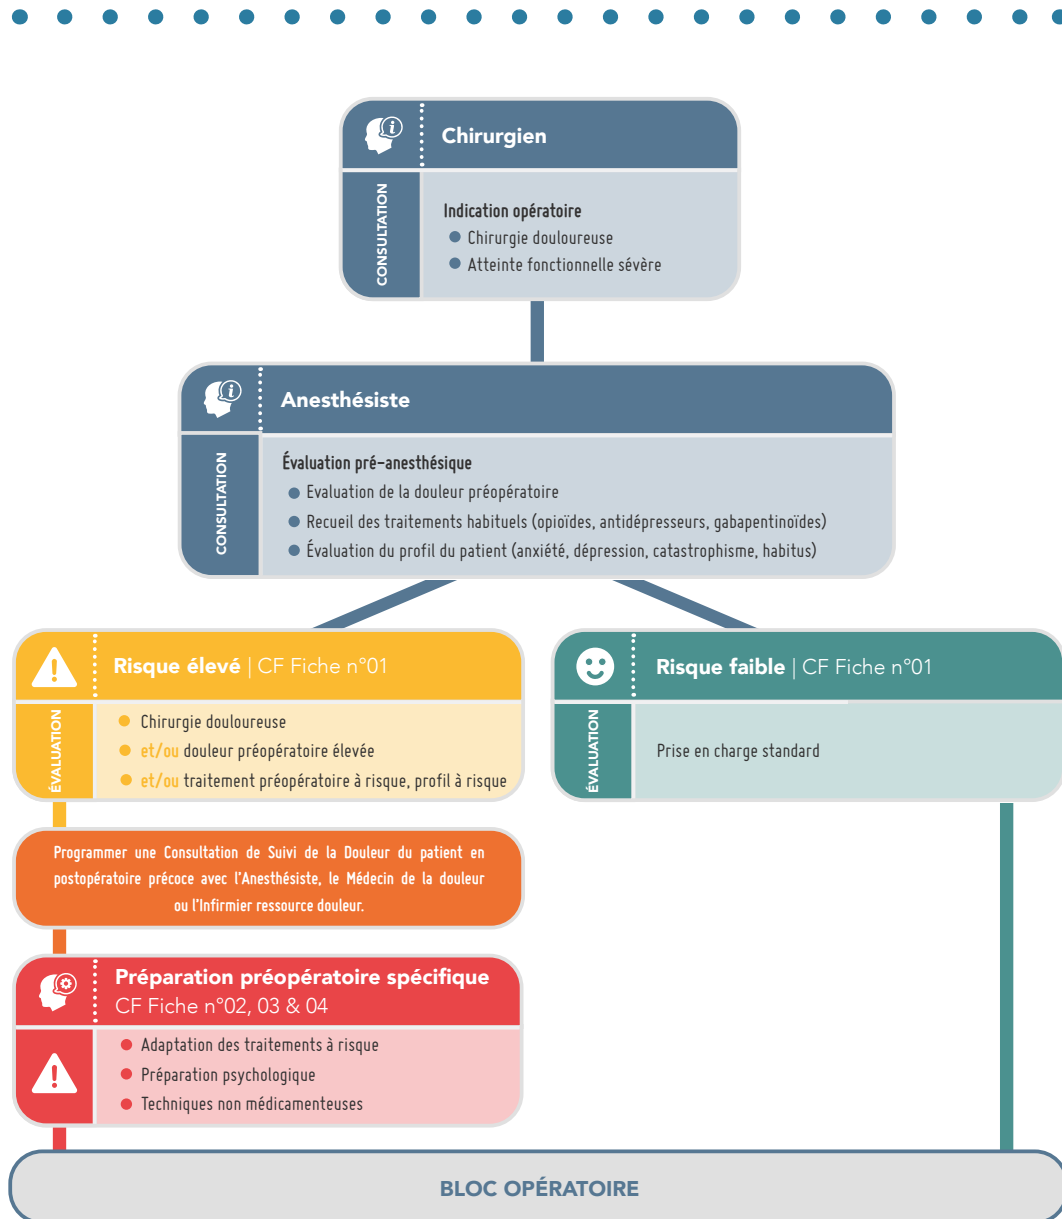 Chirurgien
CONSULTATION
Indication opératoire
Chirurgie douloureuse
Atteinte fonctionnelle sévère
Anesthésiste
CONSULTATION
Évaluation pré-anesthésique
Evaluation de la douleur préopératoire
Recueil des traitements habituels (opioïdes, antidépresseurs, gabapentinoïdes)
Évaluation du profil du patient (anxiété, dépression, catastrophisme, habitus)
Risque élevé | CF Fiche n°01
ÉVALUATION
Chirurgie douloureuse
et/ou douleur préopératoire élevée
et/ou traitement préopératoire à risque, profil à risque
Risque faible | CF Fiche n°01
ÉVALUATION
Prise en charge standard
Programmer une Consultation de Suivi de la Douleur du patient en
postopératoire précoce avec l'Anesthésiste, le Médecin de la douleur
ou l'Infirmier ressource douleur.
Préparation préopératoire spécifique
CF Fiche n°02, 03 & 04
Adaptation des traitements à risque
Préparation psychologique
Techniques non médicamenteuses
BLOC OPÉRATOIRE